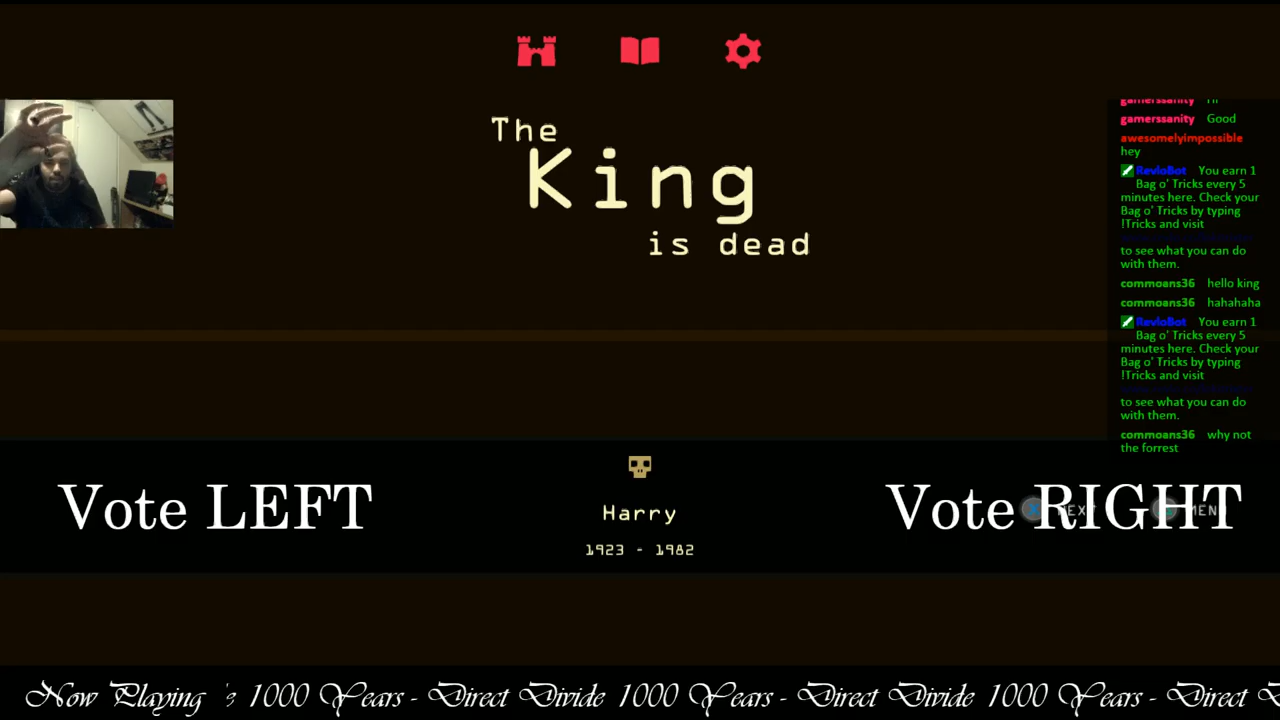 The
King
is dead
gamerssanity Hi
gamerssanity Good
awesomelyimpossible
hey
RevloBot You earn 1
Bag o' Tricks every 5
minutes here. Check your
Bag o' Tricks by typing
!Tricks and visit
to see what you can do
with them.
commoans36 hello king
commoans36 hahahaha
RevloBot You earn 1
Bag o' Tricks every 5
minutes here. Check your
Bag o' Tricks by typing
!Tricks and visit
to see what you can do
with them.
commoans36 why not
the forrest
Vote LEFT
Vote RIGHT
NEXT MENU
Harry
1923 - 1982
Now Playing 's 1000 Years - Direct Divide 1000 Years - Direct Divide 1000 Years - Direct D